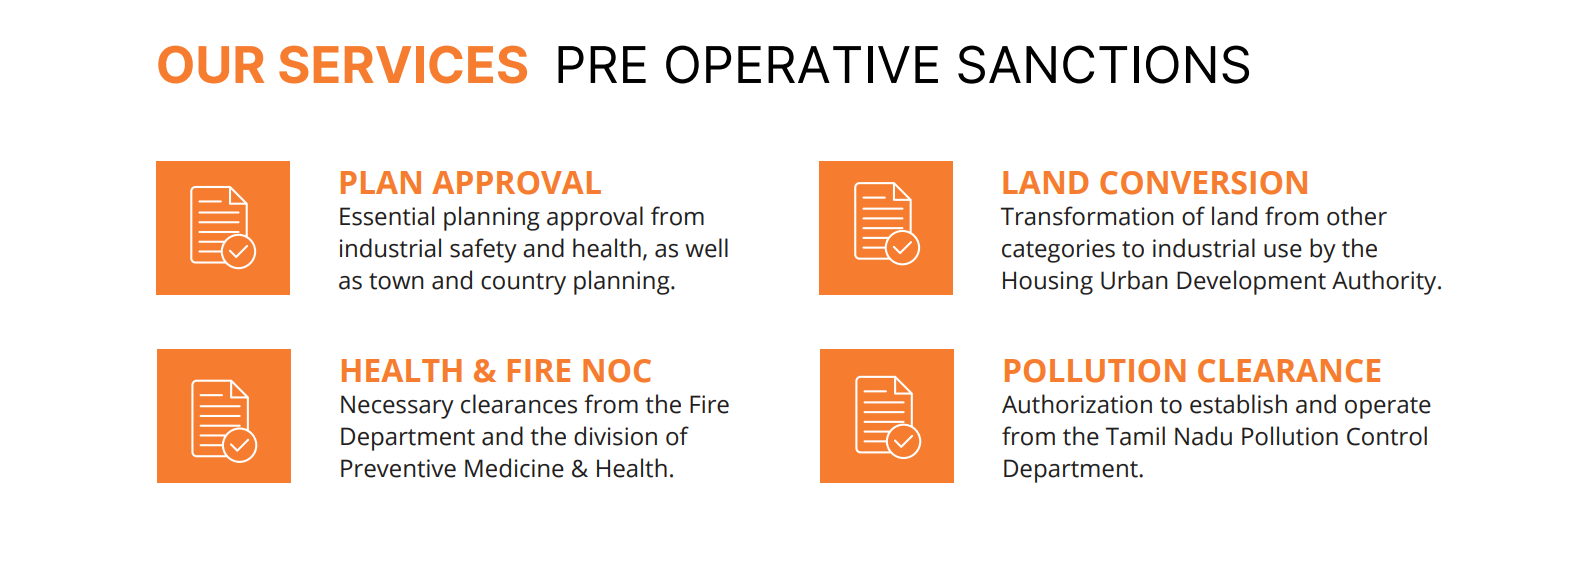 OUR SERVICES PRE OPERATIVE SANCTIONS
PLAN APPROVAL
Essential planning approval from
industrial safety and health, as well
as town and country planning.
LAND CONVERSION
Transformation of land from other
categories to industrial use by the
Housing Urban Development Authority.
HEALTH & FIRE NOC
Necessary clearances from the Fire
Department and the division of
Preventive Medicine & Health.
POLLUTION CLEARANCE
Authorization to establish and operate
from the Tamil Nadu Pollution Control
Department.